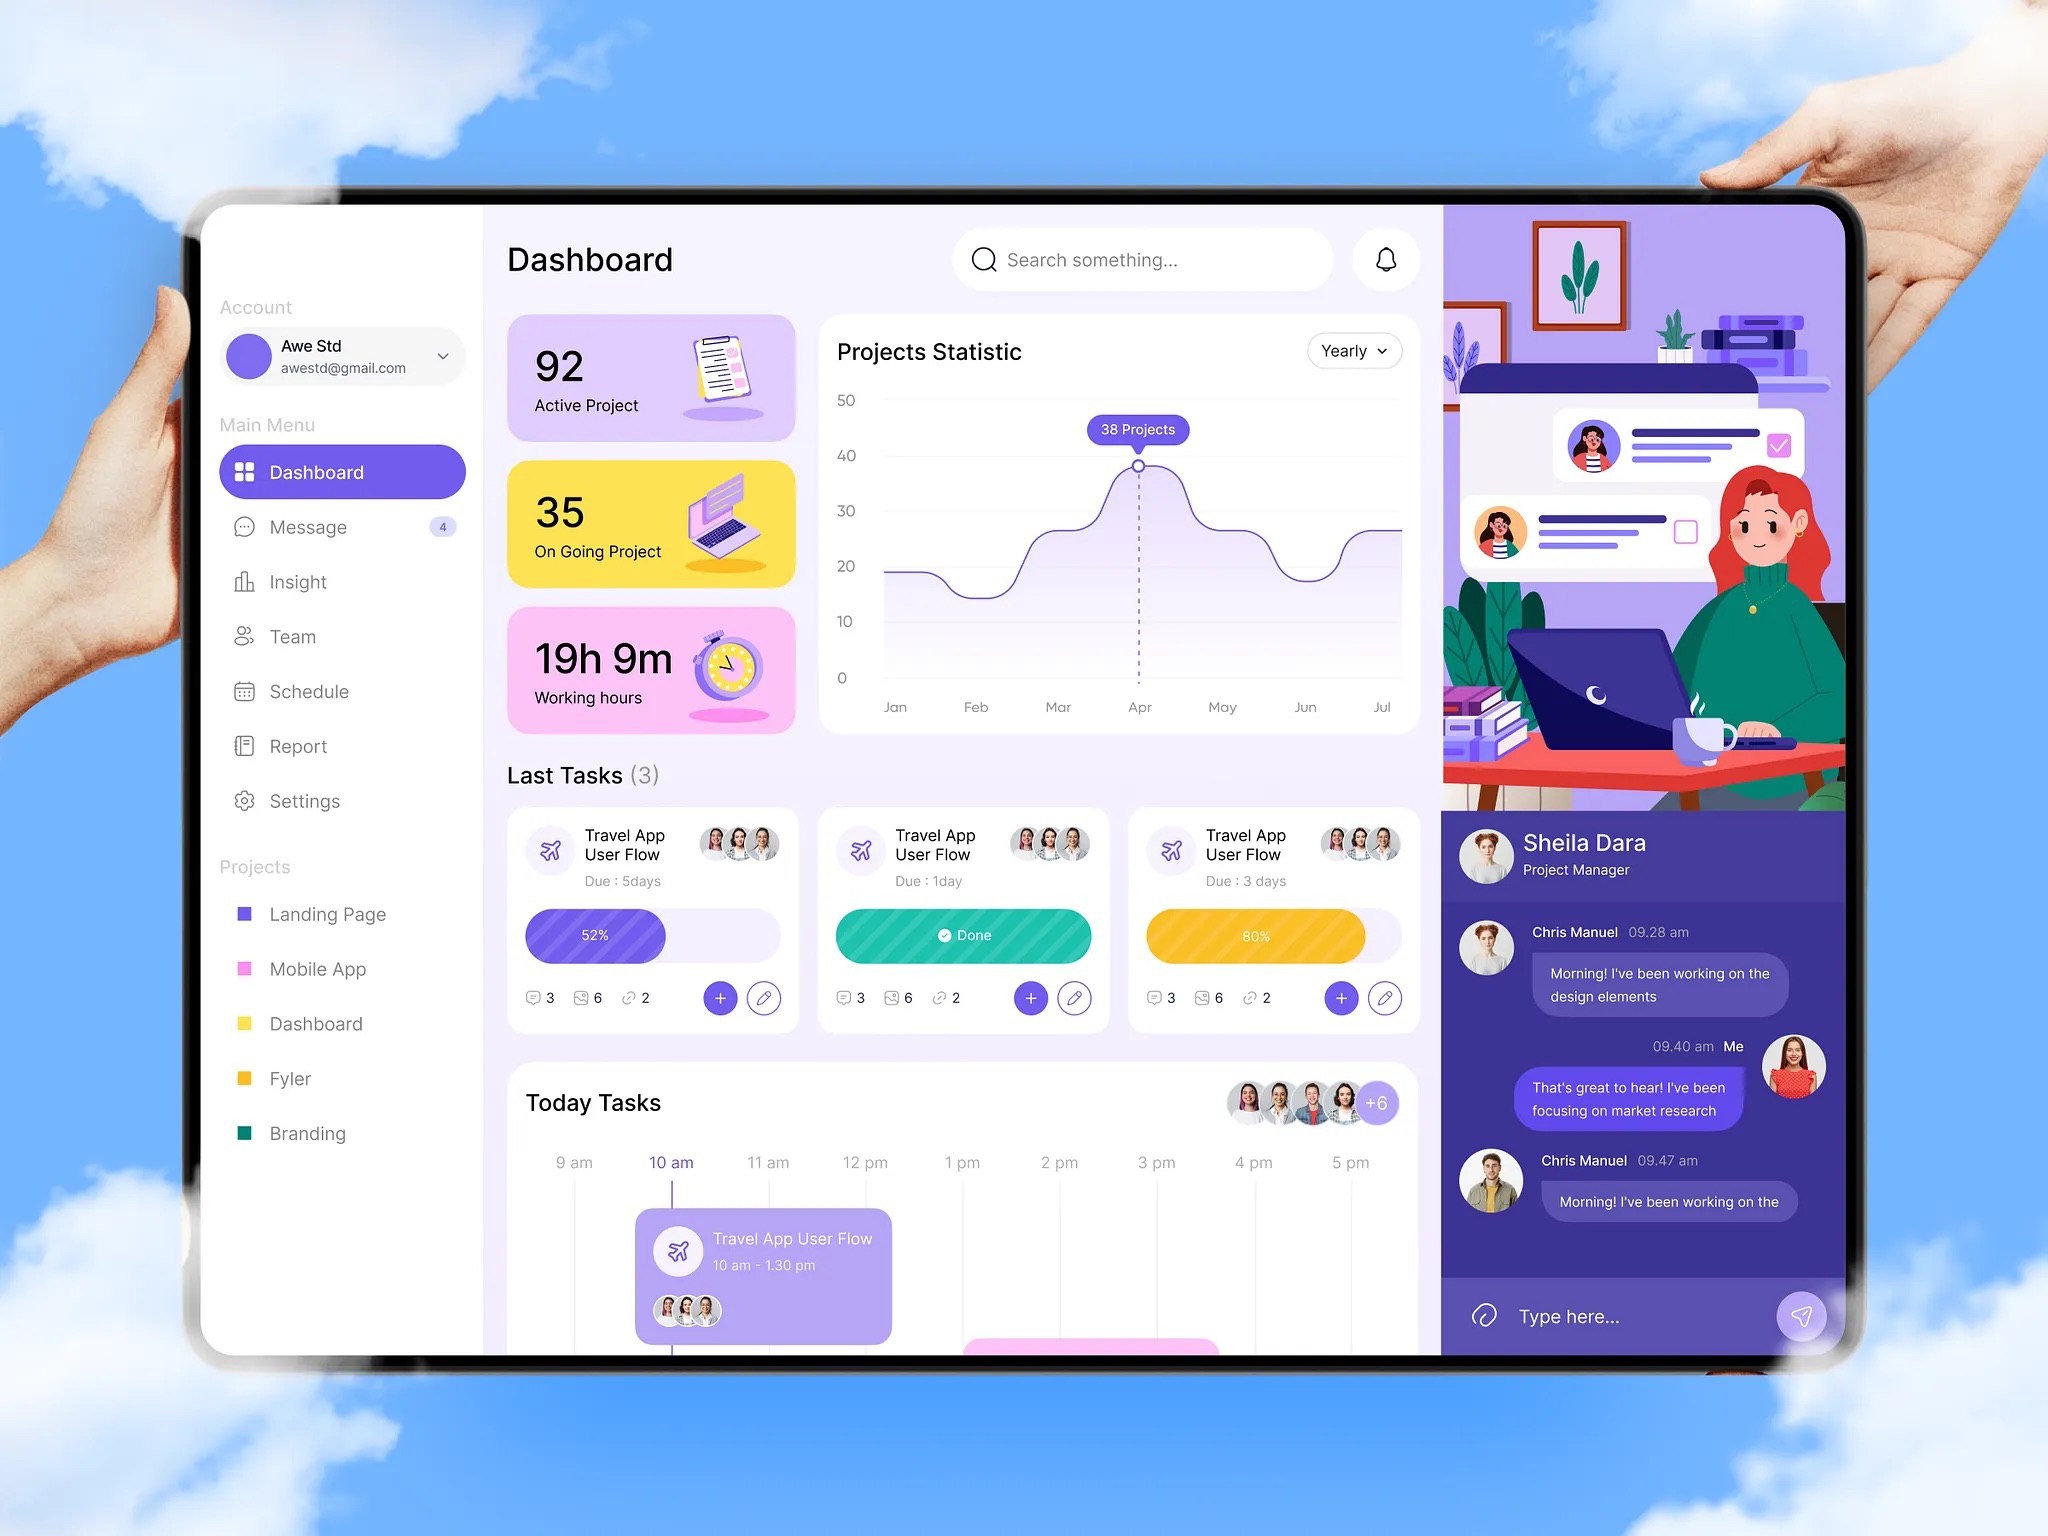 Account
Awe Std
awestd@gmail.com
Main Menu
Dashboard
Message 4
Insight
Team
Schedule
Report
Settings
Projects
Landing Page
Mobile App
Dashboard
Fyler
Branding
Dashboard
Search something...
92
Active Project
35
On Going Project
19h 9m
Working hours
Projects Statistic
Yearly
50
40
30
20
10
0
38 Projects
Jan Feb Mar Apr May Jun Jul
Last Tasks (3)
Travel App
User Flow
Due : 5days
52%
3 6 2
Travel App
User Flow
Due : 1day
Done
3 6 2
Travel App
User Flow
Due : 3 days
80%
3 6 2
Today Tasks
+6
9 am 10 am 11 am 12 pm 1 pm 2 pm 3 pm 4 pm 5 pm
Travel App User Flow
10 am - 1.30 pm
Sheila Dara
Project Manager
Chris Manuel 09.28 am
Morning! I've been working on the
design elements
09.40 am Me
That's great to hear! I've been
focusing on market research
Chris Manuel 09.47 am
Morning! I've been working on the
Type here...